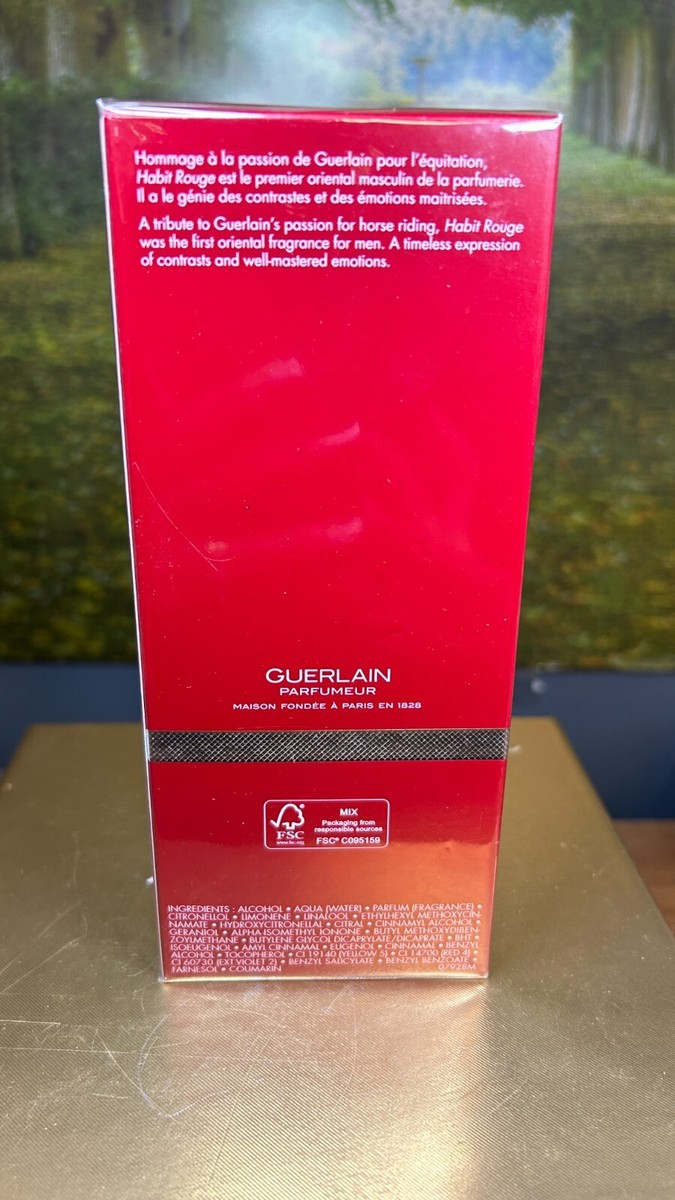 Hommage à la passion de Guerlain pour l'équitation,
Habit Rouge est le premier oriental masculin de la parfumerie.
Il a le génie des contrastes et des émotions maitrisées.
A tribute to Guerlain's passion for horse riding, Habit Rouge
was the first oriental fragrance for men. A timeless expression
of contrasts and well-mastered emotions.
GUERLAIN
PARFUMEUR
MAISON FONDÉE À PARIS EN 1828
FSC
www.fsc.org
MIX
Packaging from
responsible sources
FSC® C095159
INGREDIENTS : ALCOHOL • AQUA (WATER) • PARFUM (FRAGRANCE) •
CITRONELLOL • LIMONENE • LINALOOL • ETHYLHEXYL METHOXYCIN-
NAMATE • HYDROXYCITRONELLAL • CITRAL • CINNAMYL ALCOHOL •
GERANIOL • ALPHA-ISOMETHYL IONONE • BUTYL METHOXYDIBEN-
ZOYLMETHANE • BUTYLENE GLYCOL DICAPRYLATE/DICAPRATE • BHT •
ISOEUGENOL • AMYL CINNAMAL • EUGENOL • CINNAMAL • BENZYL
ALCOHOL • TOCOPHEROL • CI 19140 (YELLOW 5) • CI 14700 (RED 4) •
CI 60730 (EXT VIOLET 2) • BENZYL SALICYLATE • BENZYL BENZOATE •
FARNESOL • COUMARIN 07928M